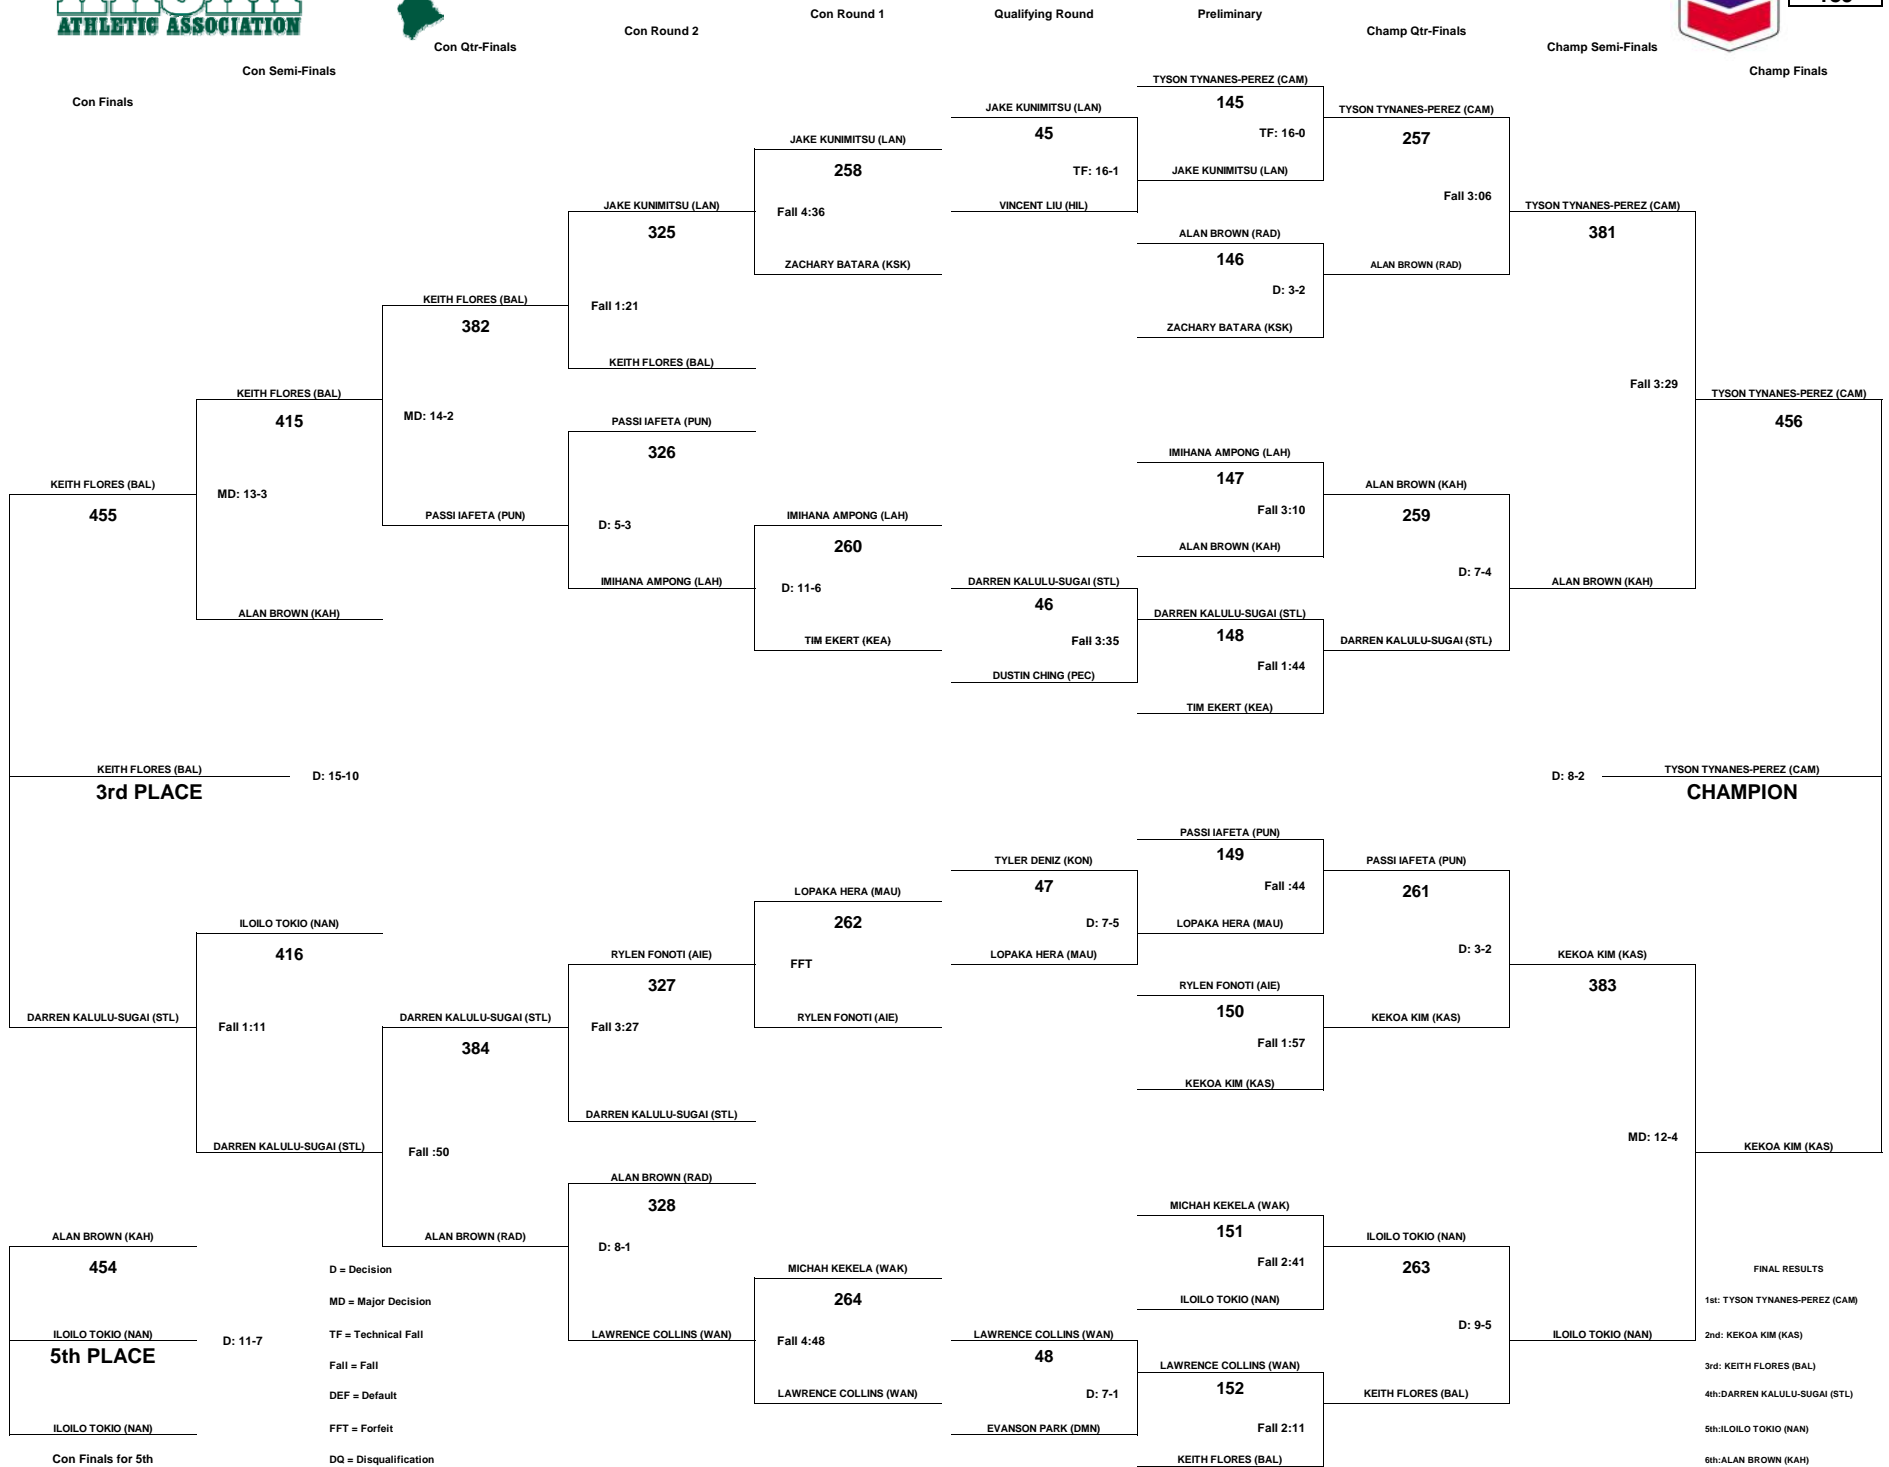 ATHLETIC ASSOCIATION
Con Finals
Con Semi-Finals
Con Qtr-Finals
Con Round 2
Con Round 1
Qualifying Round
Preliminary
Champ Qtr-Finals
Champ Semi-Finals
Champ Finals
TYSON TYNANES-PEREZ (CAM)
145
TF: 16-0
JAKE KUNIMITSU (LAN)
JAKE KUNIMITSU (LAN)
45
TF: 16-1
VINCENT LIU (HIL)
TYSON TYNANES-PEREZ (CAM)
257
Fall 3:06
ALAN BROWN (RAD)
JAKE KUNIMITSU (LAN)
258
Fall 4:36
ZACHARY BATARA (KSK)
JAKE KUNIMITSU (LAN)
325
Fall 1:21
KEITH FLORES (BAL)
TYSON TYNANES-PEREZ (CAM)
381
Fall 3:29
ALAN BROWN (KAH)
ALAN BROWN (RAD)
146
D: 3-2
ZACHARY BATARA (KSK)
KEITH FLORES (BAL)
382
MD: 14-2
PASSI IAFETA (PUN)
KEITH FLORES (BAL)
415
MD: 13-3
ALAN BROWN (KAH)
TYSON TYNANES-PEREZ (CAM)
456
PASSI IAFETA (PUN)
326
D: 5-3
IMIHANA AMPONG (LAH)
IMIHANA AMPONG (LAH)
147
Fall 3:10
ALAN BROWN (KAH)
KEITH FLORES (BAL)
455
ALAN BROWN (KAH)
259
D: 7-4
DARREN KALULU-SUGAI (STL)
IMIHANA AMPONG (LAH)
260
D: 11-6
TIM EKERT (KEA)
DARREN KALULU-SUGAI (STL)
46
Fall 3:35
DUSTIN CHING (PEC)
DARREN KALULU-SUGAI (STL)
148
Fall 1:44
TIM EKERT (KEA)
KEITH FLORES (BAL)
D: 15-10
3rd PLACE
D: 8-2
TYSON TYNANES-PEREZ (CAM)
CHAMPION
PASSI IAFETA (PUN)
149
Fall :44
LOPAKA HERA (MAU)
TYLER DENIZ (KON)
47
D: 7-5
LOPAKA HERA (MAU)
PASSI IAFETA (PUN)
261
D: 3-2
KEKOA KIM (KAS)
LOPAKA HERA (MAU)
262
FFT
RYLEN FONOTI (AIE)
ILOILO TOKIO (NAN)
416
Fall 1:11
DARREN KALULU-SUGAI (STL)
RYLEN FONOTI (AIE)
327
Fall 3:27
DARREN KALULU-SUGAI (STL)
KEKOA KIM (KAS)
383
MD: 12-4
ILOILO TOKIO (NAN)
RYLEN FONOTI (AIE)
150
Fall 1:57
KEKOA KIM (KAS)
DARREN KALULU-SUGAI (STL)
DARREN KALULU-SUGAI (STL)
384
Fall :50
ALAN BROWN (RAD)
KEKOA KIM (KAS)
ALAN BROWN (RAD)
328
D: 8-1
LAWRENCE COLLINS (WAN)
MICHAH KEKELA (WAK)
151
Fall 2:41
ILOILO TOKIO (NAN)
ILOILO TOKIO (NAN)
263
D: 9-5
KEITH FLORES (BAL)
MICHAH KEKELA (WAK)
264
Fall 4:48
LAWRENCE COLLINS (WAN)
LAWRENCE COLLINS (WAN)
48
D: 7-1
EVANSON PARK (DMN)
LAWRENCE COLLINS (WAN)
152
Fall 2:11
KEITH FLORES (BAL)
ALAN BROWN (KAH)
454
ILOILO TOKIO (NAN)
D: 11-7
5th PLACE
ILOILO TOKIO (NAN)
Con Finals for 5th
D = Decision
MD = Major Decision
TF = Technical Fall
Fall = Fall
DEF = Default
FFT = Forfeit
DQ = Disqualification
FINAL RESULTS
1st: TYSON TYNANES-PEREZ (CAM)
2nd: KEKOA KIM (KAS)
3rd: KEITH FLORES (BAL)
4th:DARREN KALULU-SUGAI (STL)
5th:ILOILO TOKIO (NAN)
6th:ALAN BROWN (KAH)